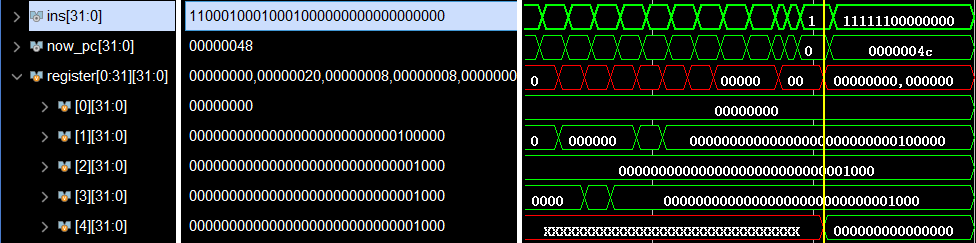 ins[31:0] 11000100010001000000000000000000 1 11111100000000
now_pc[31:0] 00000048 0 0000004c
register[0:31][31:0] 00000000,00000020,00000008,00000008,0000000 0 00000 00 00000000,000000
[0][31:0] 00000000 00000000
[1][31:0] 00000000000000000000000000100000 0 000000 00000000000000000000000000100000
[2][31:0] 00000000000000000000000000001000 00000000000000000000000000001000
[3][31:0] 00000000000000000000000000001000 0000 00000000000000000000000000001000
[4][31:0] 00000000000000000000000000001000 XXXXXXXXXXXXXXXXXXXXXXXXXXXXXXXX 00000000000000